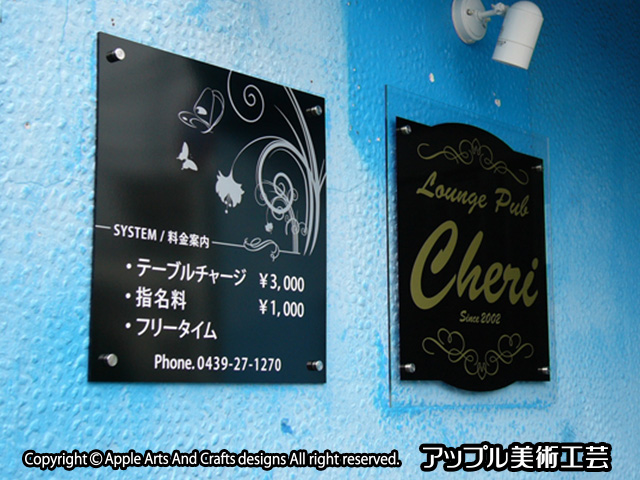 SYSTEM / 料金案内
・テーブルチャージ ￥3,000
・指名料 ￥1,000
・フリータイム
Phone. 0439-27-1270
Lounge Pub
Cheri
Since 2002
Copyright © Apple Arts And Crafts designs All right reserved.
アップル美術工芸